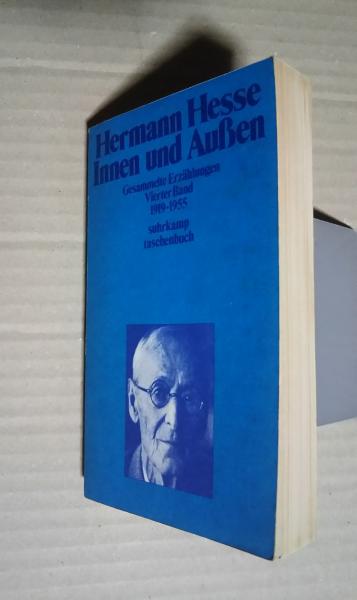 Hermann Hesse
Innen und Außen
Gesammelte Erzählungen
Vierter Band
1919-1955
suhrkamp
taschenbuch